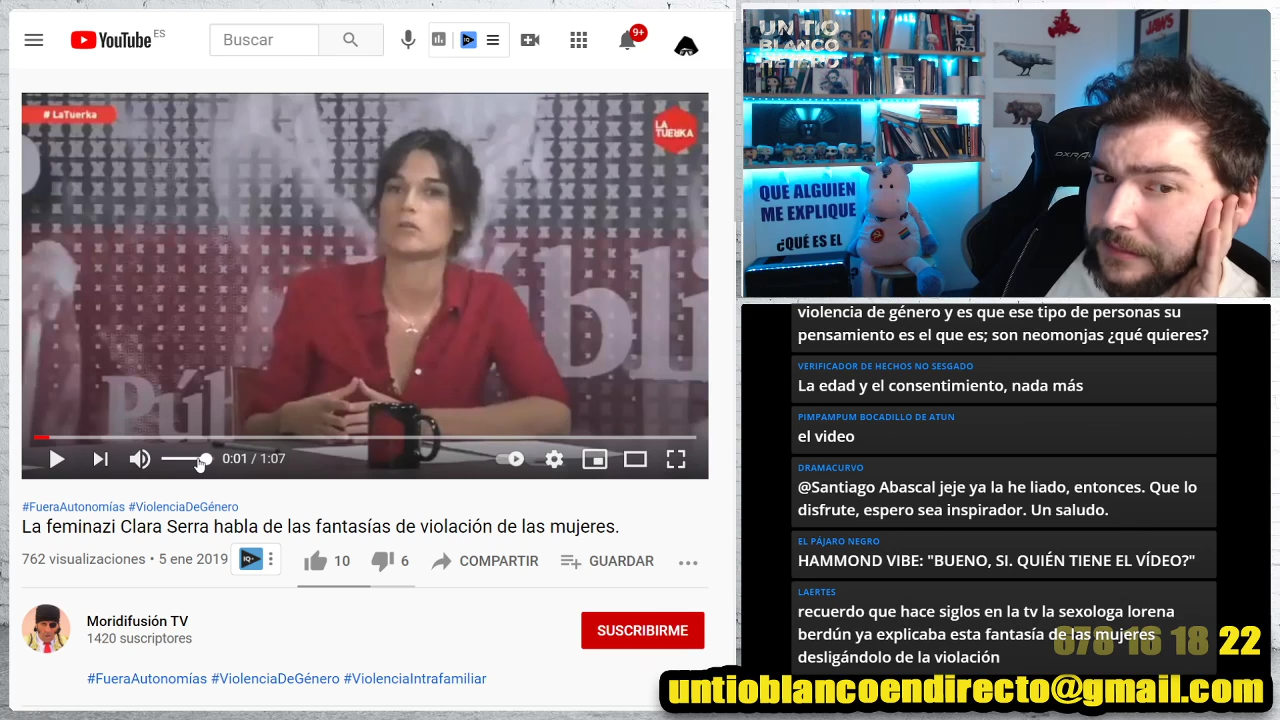 YouTube ES
Buscar
9+
# LaTuerka
LA
TUERKA
Públi
Públ
0:01 / 1:07
#FueraAutonomías #ViolenciaDeGénero
La feminazi Clara Serra habla de las fantasías de violación de las mujeres.
762 visualizaciones • 5 ene 2019
IQ
10
6
COMPARTIR
GUARDAR
Moridifusión TV
1420 suscriptores
SUSCRIBIRME
#FueraAutonomías #ViolenciaDeGénero #ViolenciaIntrafamiliar
UN TIO
BLANCO
HETERO
JAWS
QUE ALGUIEN
ME EXPLIQUE
¿QUÉ ES EL
violencia de género y es que ese tipo de personas su
pensamiento es el que es; son neomonjas ¿qué quieres?
VERIFICADOR DE HECHOS NO SESGADO
La edad y el consentimiento, nada más
PIMPAMPUM BOCADILLO DE ATUN
el video
DRAMACURVO
@Santiago Abascal jeje ya la he liado, entonces. Que lo
disfrute, espero sea inspirador. Un saludo.
EL PÁJARO NEGRO
HAMMOND VIBE: "BUENO, SI. QUIÉN TIENE EL VÍDEO?"
LAERTES
recuerdo que hace siglos en la tv la sexologa lorena
berdún ya explicaba esta fantasía de las mujeres
desligándolo de la violación
678 16 18 22
untioblancoendirecto@gmail.com